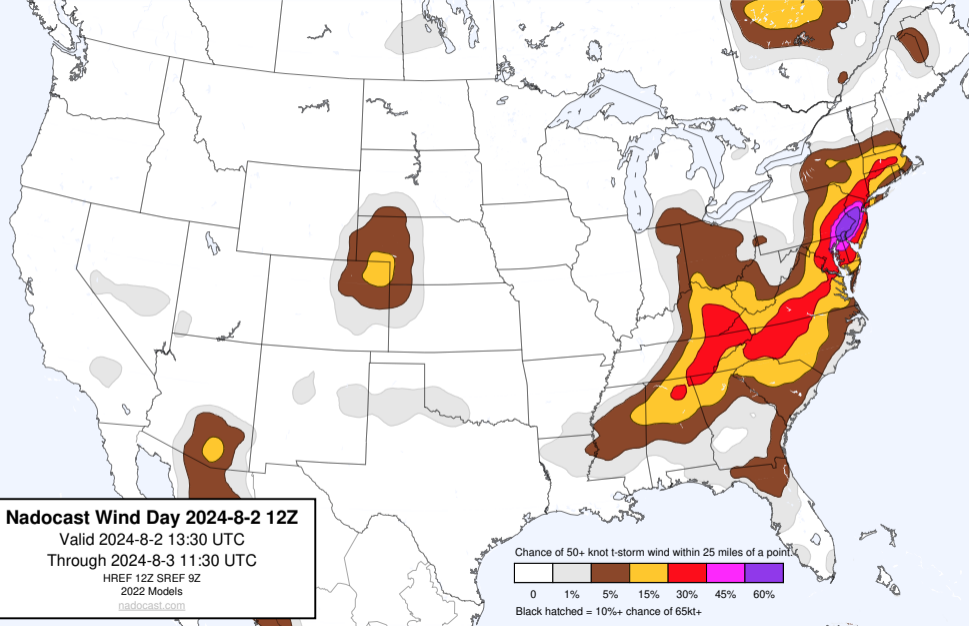 Nadocast Wind Day 2024-8-2 12Z
Valid 2024-8-2 13:30 UTC
Through 2024-8-3 11:30 UTC
HREF 12Z SREF 9Z
2022 Models
nadocast.com
Chance of 50+ knot t-storm wind within 25 miles of a point.
0 1% 5% 15% 30% 45% 60%
Black hatched = 10%+ chance of 65kt+